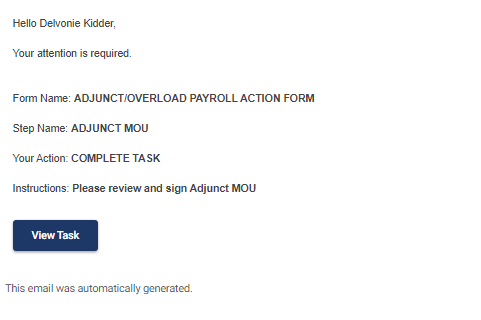 Hello Delvonie Kidder,
Your attention is required.
Form Name: ADJUNCT/OVERLOAD PAYROLL ACTION FORM
Step Name: ADJUNCT MOU
Your Action: COMPLETE TASK
Instructions: Please review and sign Adjunct MOU
View Task
This email was automatically generated.